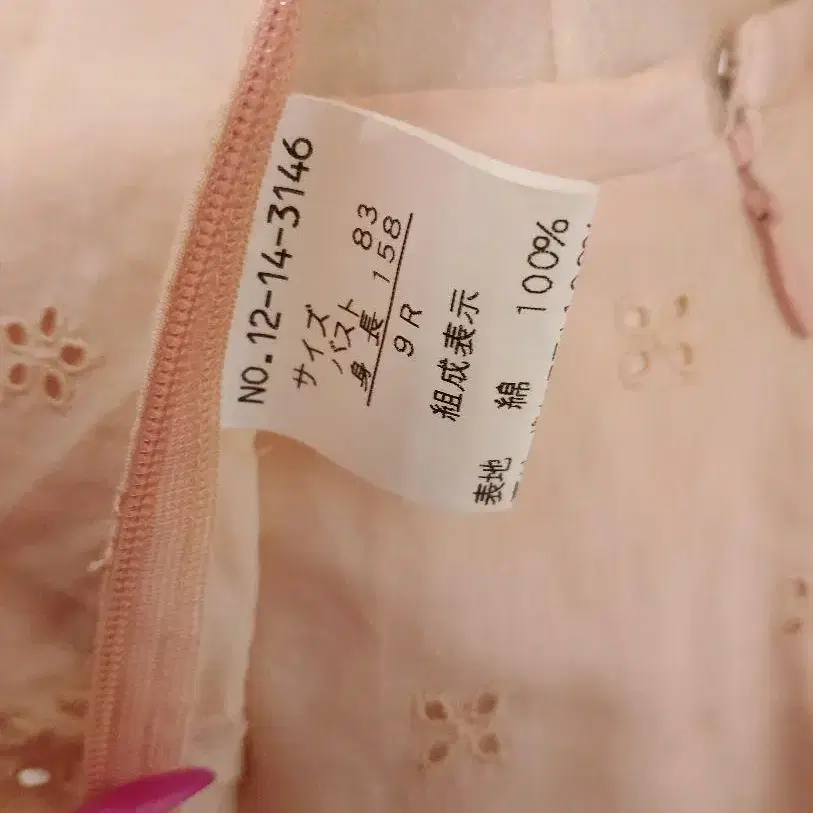 NO.12-14-3146
サイズ
バスト 83
身長 158
9R
組成表示
表地 綿 100%